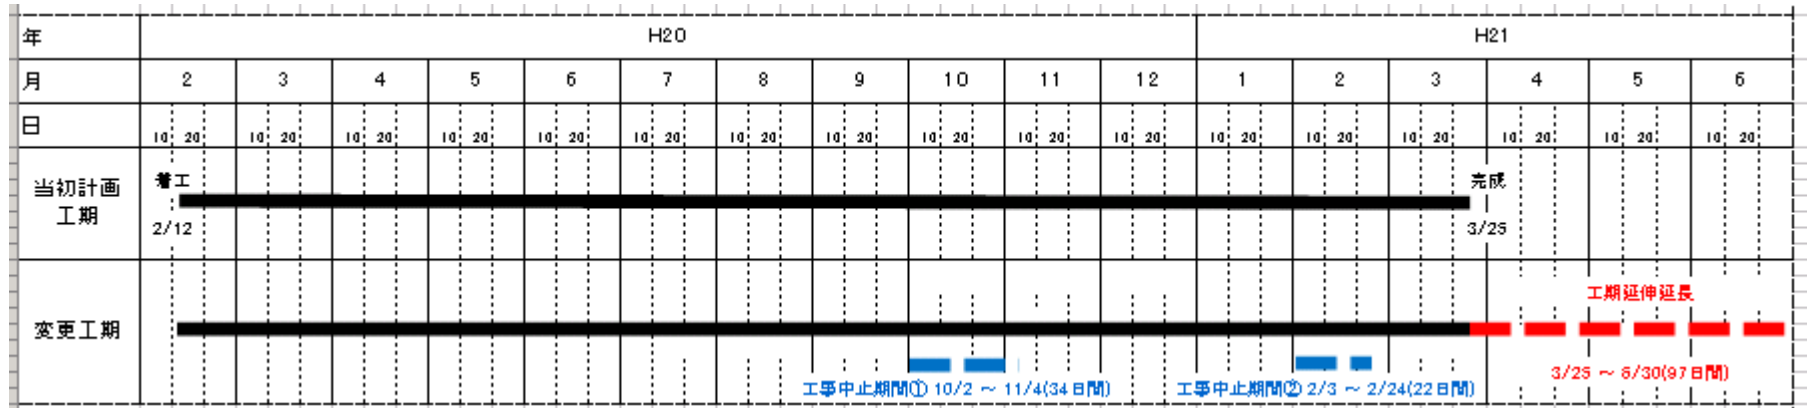 年 H20 H21
月 2 3 4 5 6 7 8 9 10 11 12 1 2 3 4 5 6
日 10 20 10 20 10 20 10 20 10 20 10 20 10 20 10 20 10 20 10 20 10 20 10 20 10 20 10 20 10 20 10 20 10 20
当初計画
工期
着工
2/12
完成
3/25
変更工期
工期延伸延長
工事中止期間① 10/2 ～ 11/4(34日間)
工事中止期間② 2/3 ～ 2/24(22日間)
3/25 ～ 6/30(97日間)